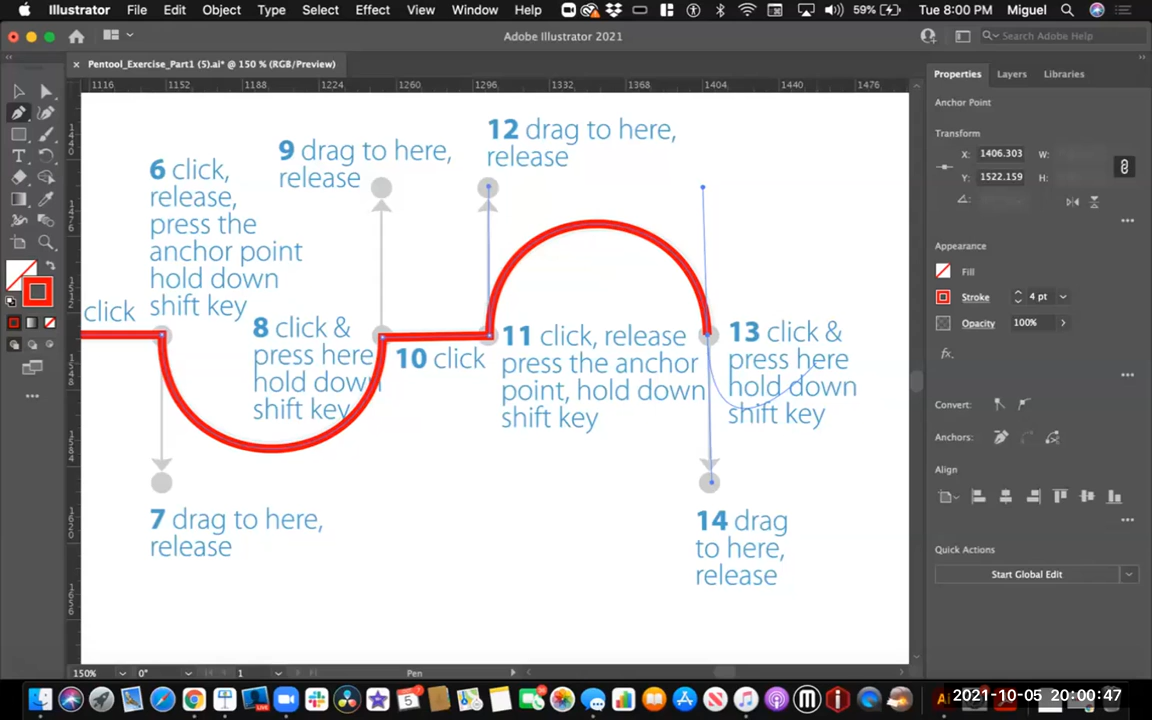 Illustrator File Edit Object Type Select Effect View Window Help 59% Tue 8:00 PM Miguel
Adobe Illustrator 2021 Search Adobe Help
Pentool_Exercise_Part1 (5).ai* @ 150 % (RGB/Preview)
1116 1152 1188 1224 1260 1296 1332 1368 1404 1440 1476
6 click,
release,
press the
anchor point
hold down
shift key
click
7 drag to here,
release
8 click &
press here
hold down
shift key
9 drag to here,
release
10 click
11 click, release
press the anchor
point, hold down
shift key
12 drag to here,
release
13 click &
press here
hold down
shift key
14 drag
to here,
release
Properties Layers Libraries
Anchor Point
Transform
X: 1406.303 W:
Y: 1522.159 H:
Appearance
Fill
Stroke 4 pt
Opacity 100%
fx.
Convert:
Anchors:
Align
Quick Actions
Start Global Edit
150% 0° 1 Pen
2021-10-05 20:00:47